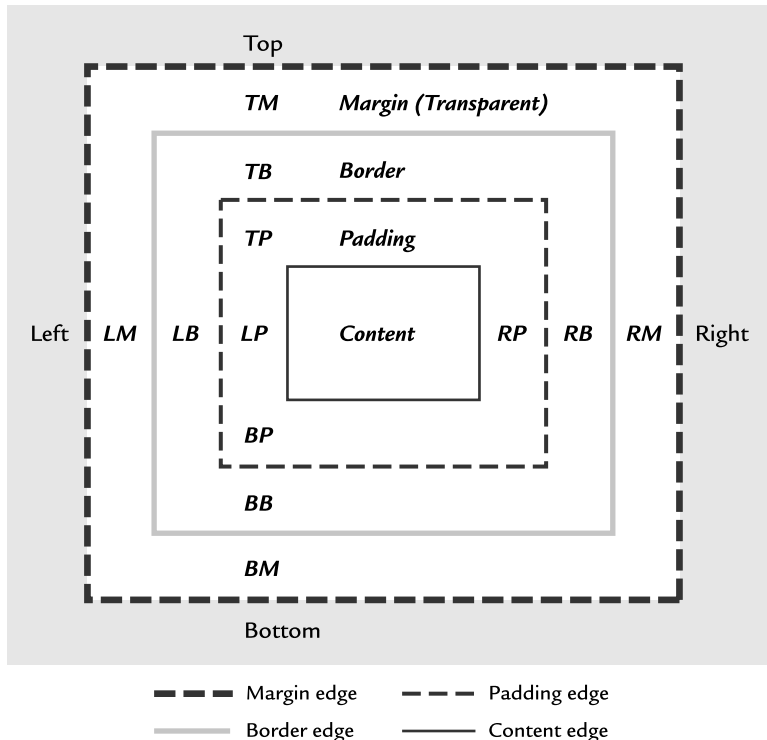 Top
TM Margin (Transparent)
TB Border
TP Padding
Left LM LB LP Content RP RB RM Right
BP
BB
BM
Bottom
Margin edge Padding edge
Border edge Content edge